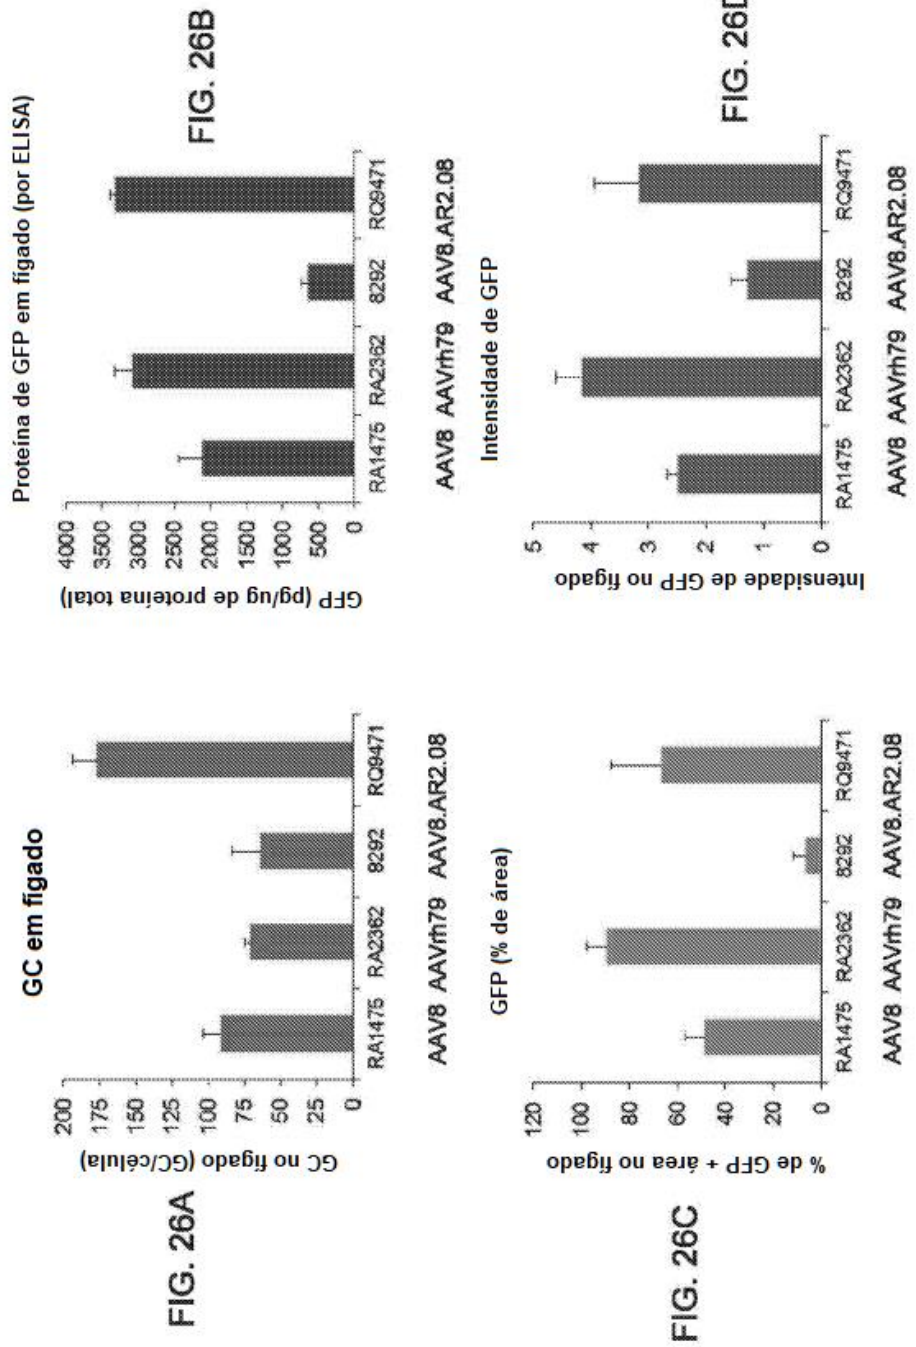 FIG. 26A
GC em fígado
GC no fígado (GC/célula)
200
175
150
125
100
75
50
25
0
RA1475 RA2362 8292 RQ9471
AAV8 AAVrh79 AAV8.AR2.08
FIG. 26B
Proteína de GFP em fígado (por ELISA)
GFP (pg/ug de proteína total)
4000
3500
3000
2500
2000
1500
1000
500
0
RA1475 RA2362 8292 RQ9471
AAV8 AAVrh79 AAV8.AR2.08
FIG. 26C
GFP (% de área)
% de GFP + área no fígado
120
100
80
60
40
20
0
RA1475 RA2362 8292 RQ9471
AAV8 AAVrh79 AAV8.AR2.08
FIG. 26D
Intensidade de GFP
Intensidade de GFP no fígado
5
4
3
2
1
0
RA1475 RA2362 8292 RQ9471
AAV8 AAVrh79 AAV8.AR2.08